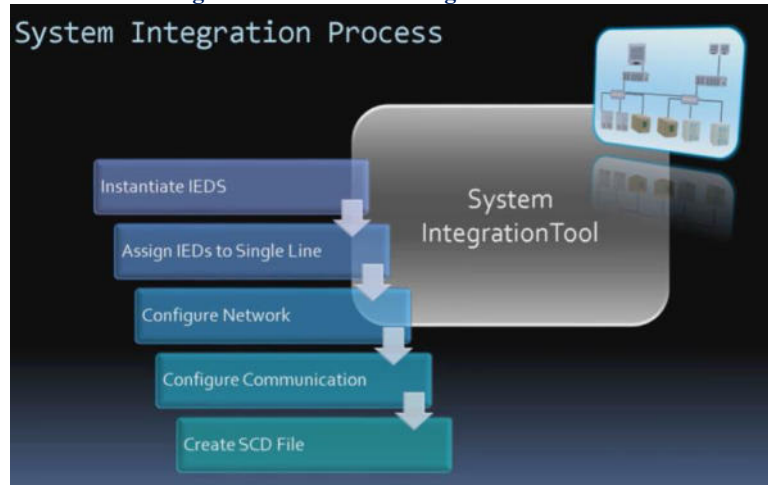 System Integration Process
Instantiate IEDS
Assign IEDs to Single Line
Configure Network
Configure Communication
Create SCD File
System
IntegrationTool